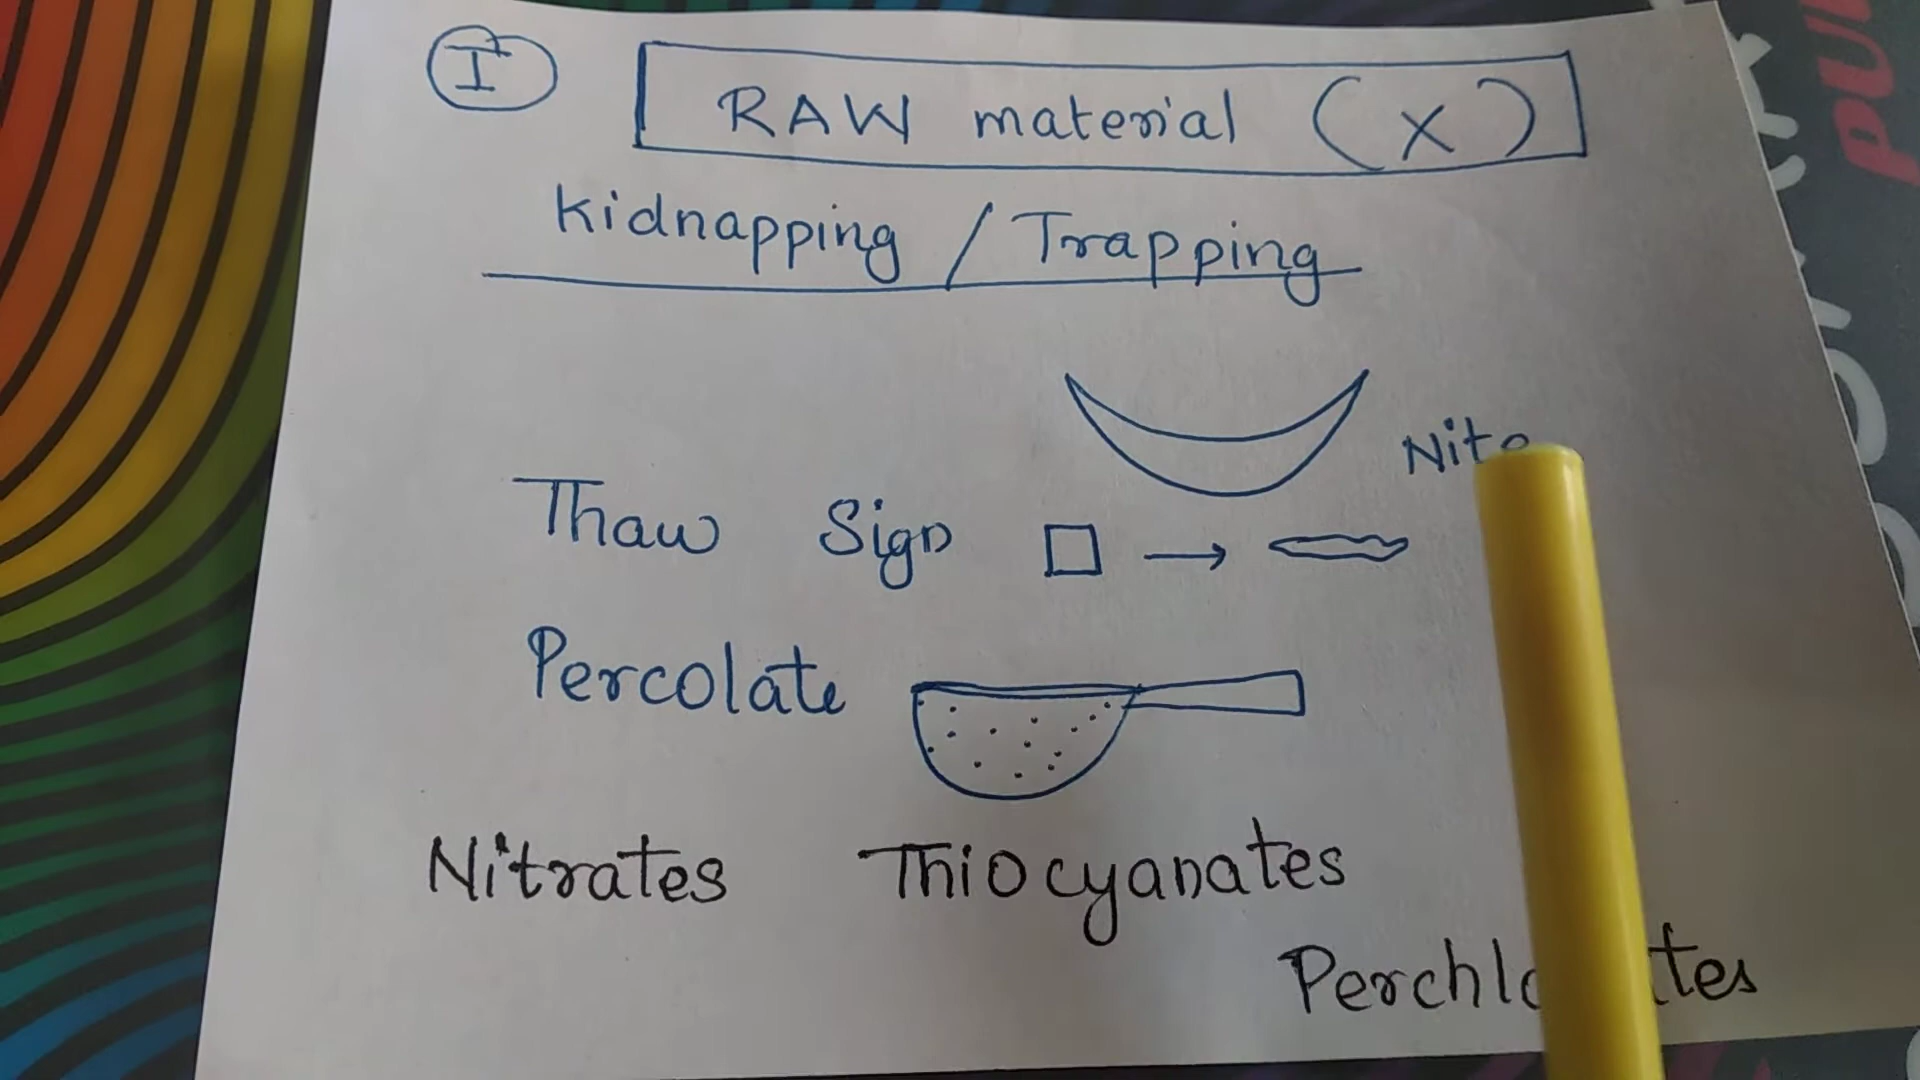 I
RAW material (x)
Kidnapping / Trapping
Thaw Sign
Percolate
Nitrates Thiocyanates